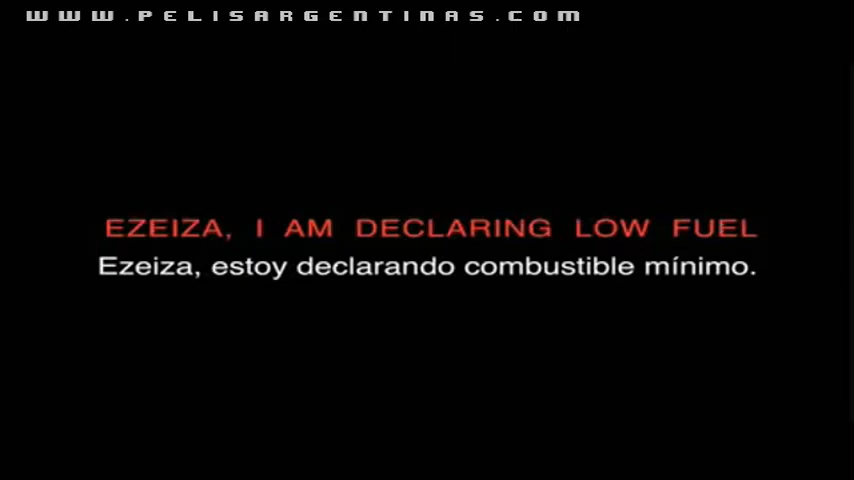 WWW.PELISARGENTINAS.COM
EZEIZA, I AM DECLARING LOW FUEL
Ezeiza, estoy declarando combustible mínimo.